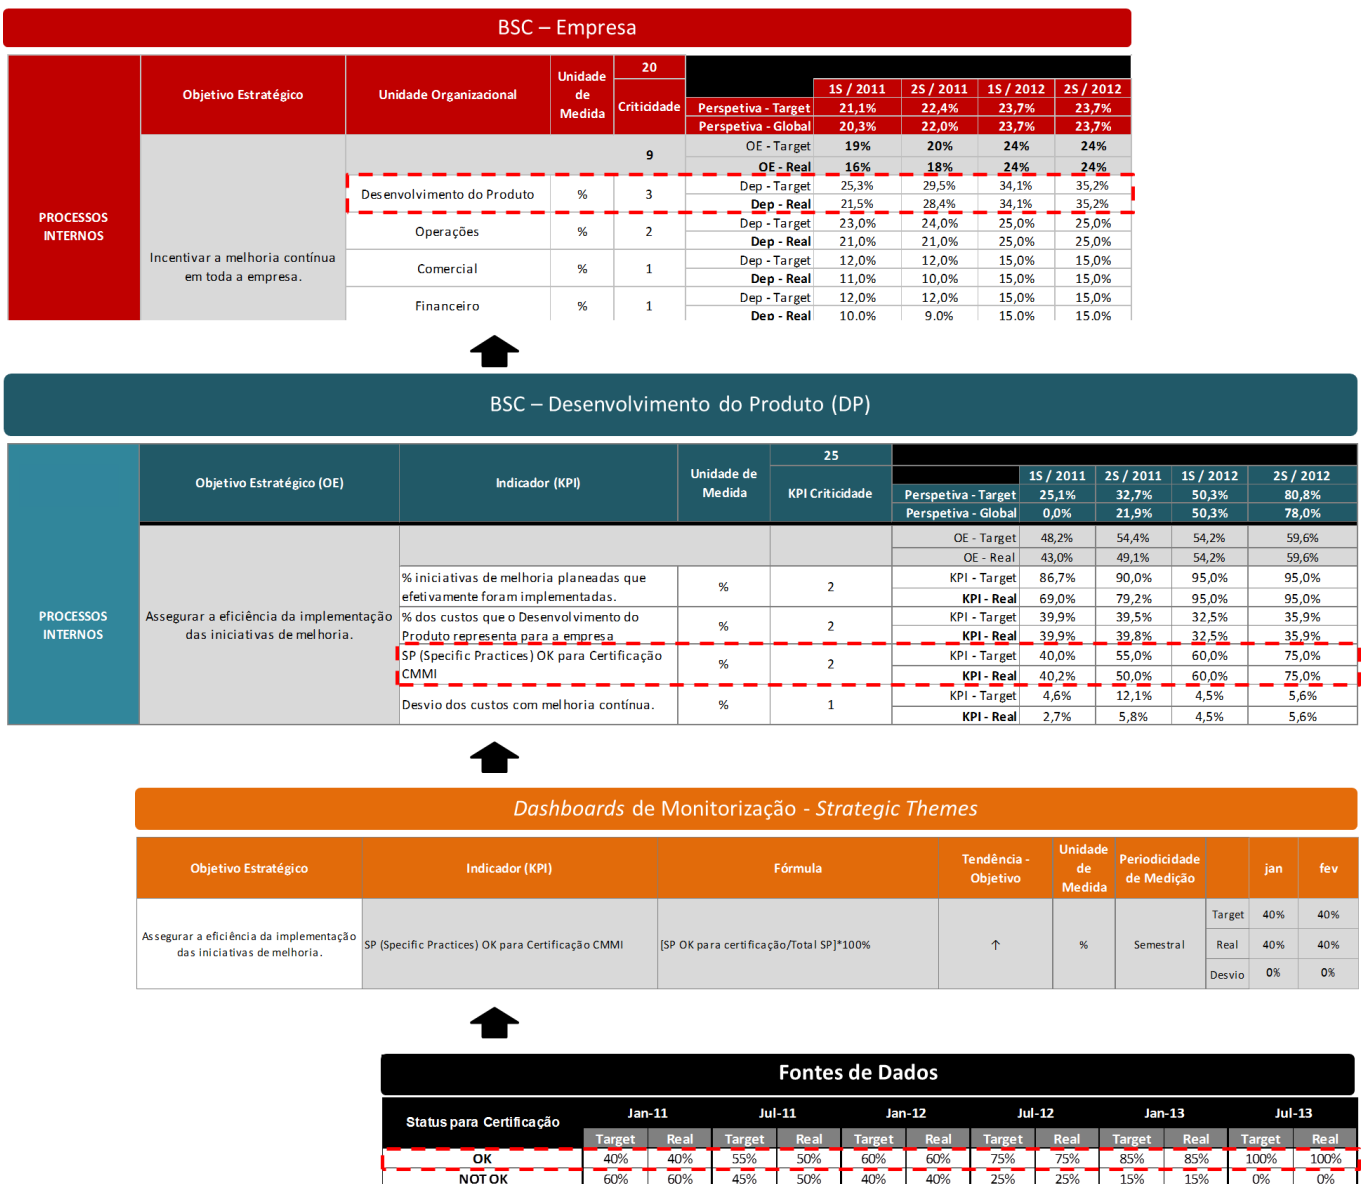 BSC – Empresa
PROCESSOS INTERNOS
Objetivo Estratégico
Unidade Organizacional
Unidade de Medida
20
Criticidade
1S / 2011 2S / 2011 1S / 2012 2S / 2012
Perspetiva - Target 21,1% 22,4% 23,7% 23,7%
Perspetiva - Global 20,3% 22,0% 23,7% 23,7%
9
OE - Target 19% 20% 24% 24%
OE - Real 16% 18% 24% 24%
Incentivar a melhoria contínua
em toda a empresa.
Desenvolvimento do Produto % 3
Dep - Target 25,3% 29,5% 34,1% 35,2%
Dep - Real 21,5% 28,4% 34,1% 35,2%
Operações % 2
Dep - Target 23,0% 24,0% 25,0% 25,0%
Dep - Real 21,0% 21,0% 25,0% 25,0%
Comercial % 1
Dep - Target 12,0% 12,0% 15,0% 15,0%
Dep - Real 11,0% 10,0% 15,0% 15,0%
Financeiro % 1
Dep - Target 12,0% 12,0% 15,0% 15,0%
Dep - Real 10,0% 9,0% 15,0% 15,0%
BSC – Desenvolvimento do Produto (DP)
PROCESSOS
INTERNOS
Objetivo Estratégico (OE)
Indicador (KPI)
Unidade de
Medida
25
KPI Criticidade
1S / 2011 2S / 2011 1S / 2012 2S / 2012
Perspetiva - Target 25,1% 32,7% 50,3% 80,8%
Perspetiva - Global 0,0% 21,9% 50,3% 78,0%
OE - Target 48,2% 54,4% 54,2% 59,6%
OE - Real 43,0% 49,1% 54,2% 59,6%
Assegurar a eficiência da implementação
das iniciativas de melhoria.
% iniciativas de melhoria planeadas que
efetivamente foram implementadas.
% 2
KPI - Target 86,7% 90,0% 95,0% 95,0%
KPI - Real 69,0% 79,2% 95,0% 95,0%
% dos custos que o Desenvolvimento do
Produto representa para a empresa
% 2
KPI - Target 39,9% 39,5% 32,5% 35,9%
KPI - Real 39,9% 39,8% 32,5% 35,9%
SP (Specific Practices) OK para Certificação
CMMI
% 2
KPI - Target 40,0% 55,0% 60,0% 75,0%
KPI - Real 40,2% 50,0% 60,0% 75,0%
Desvio dos custos com melhoria contínua.
% 1
KPI - Target 4,6% 12,1% 4,5% 5,6%
KPI - Real 2,7% 5,8% 4,5% 5,6%
Dashboards de Monitorização - Strategic Themes
Objetivo Estratégico
Indicador (KPI)
Fórmula
Tendência -
Objetivo
Unidade
de
Medida
Periodicidade
de Medição
jan fev
Assegurar a eficiência da implementação
das iniciativas de melhoria.
SP (Specific Practices) OK para Certificação CMMI
[SP OK para certificação/Total SP]*100%
↑
%
Semestral
Target 40% 40%
Real 40% 40%
Desvio 0% 0%
Fontes de Dados
Status para Certificação
Jan-11 Jul-11 Jan-12 Jul-12 Jan-13 Jul-13
Target Real Target Real Target Real Target Real Target Real Target Real
OK 40% 40% 55% 50% 60% 60% 75% 75% 85% 85% 100% 100%
NOT OK 60% 60% 45% 50% 40% 40% 25% 25% 15% 15% 0% 0%